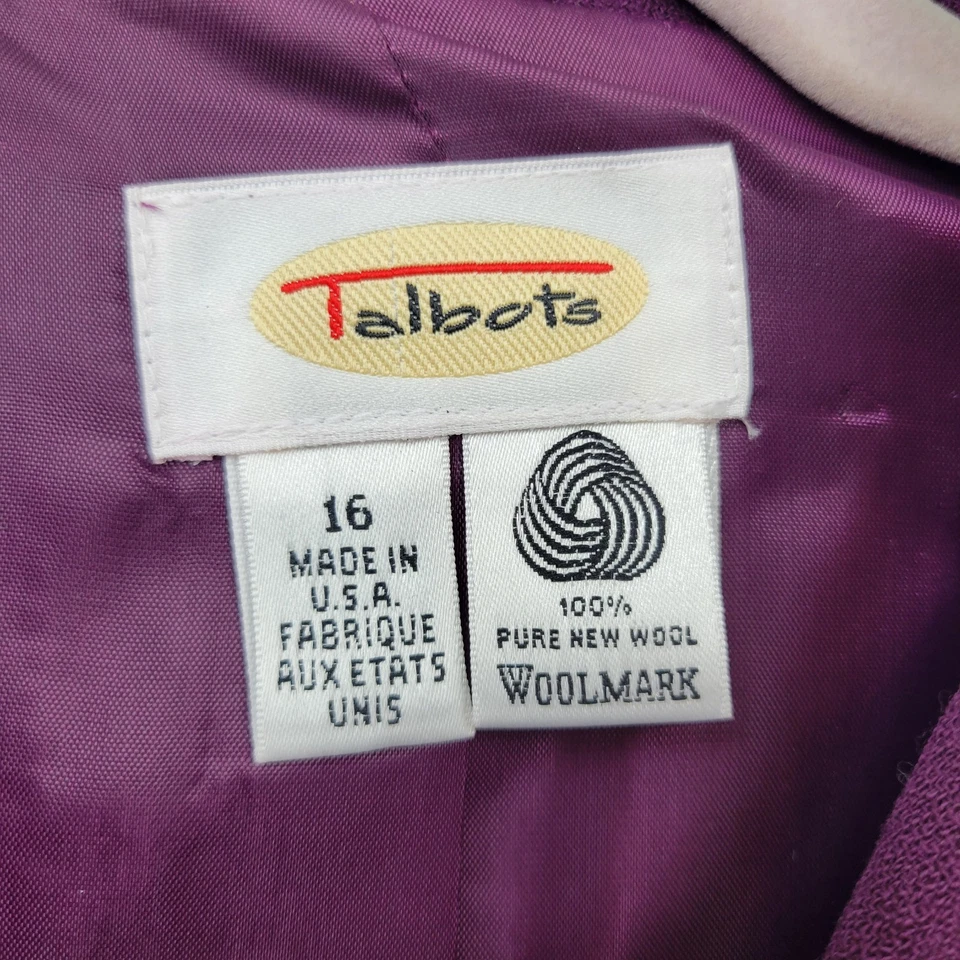 Talbots
16
MADE IN
U.S.A.
FABRIQUE
AUX ETATS
UNIS
100%
PURE NEW WOOL
WOOLMARK